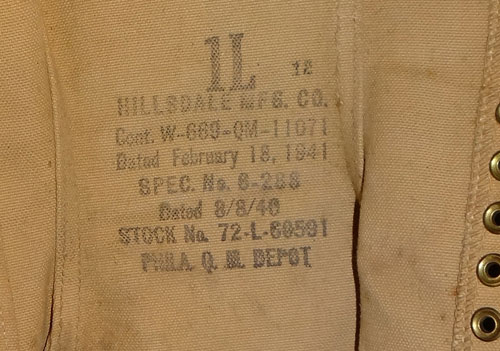 1L 12
HILLSDALE MFG. CO.
Cont. W-669-QM-11071
Dated February 18, 1941
SPEC. No. 6-288
Dated 8/8/40
STOCK No. 72-L-60591
PHILA. Q. M. DEPOT